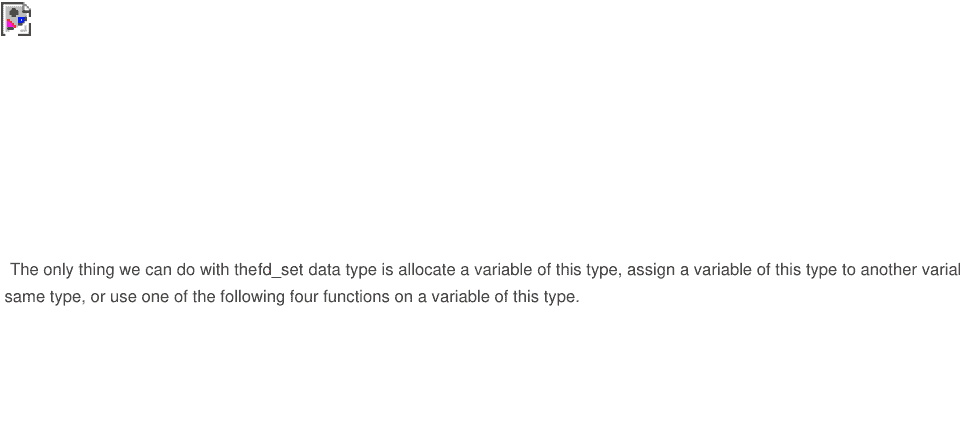 The only thing we can do with thefd_set data type is allocate a variable of this type, assign a variable of this type to another
same type, or use one of the following four functions on a variable of this type.